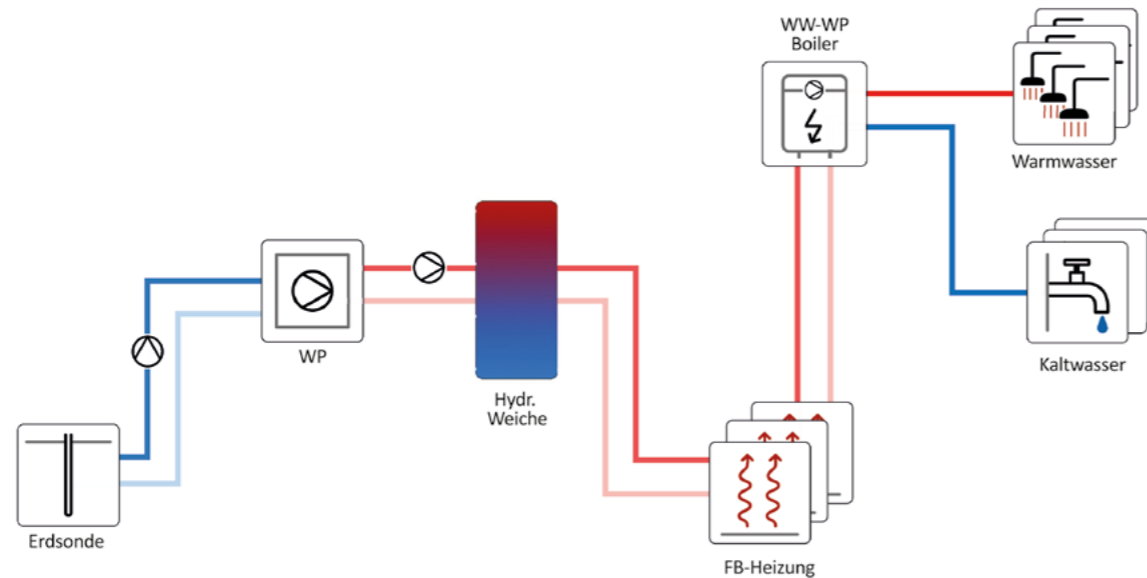 WW-WP
Boiler
Warmwasser
WP
Hydr.
Weiche
Kaltwasser
Erdsonde
FB-Heizung